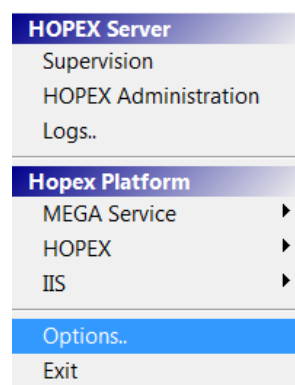 HOPEX Server
Supervision
HOPEX Administration
Logs..
Hopex Platform
MEGA Service
HOPEX
IIS
Options..
Exit